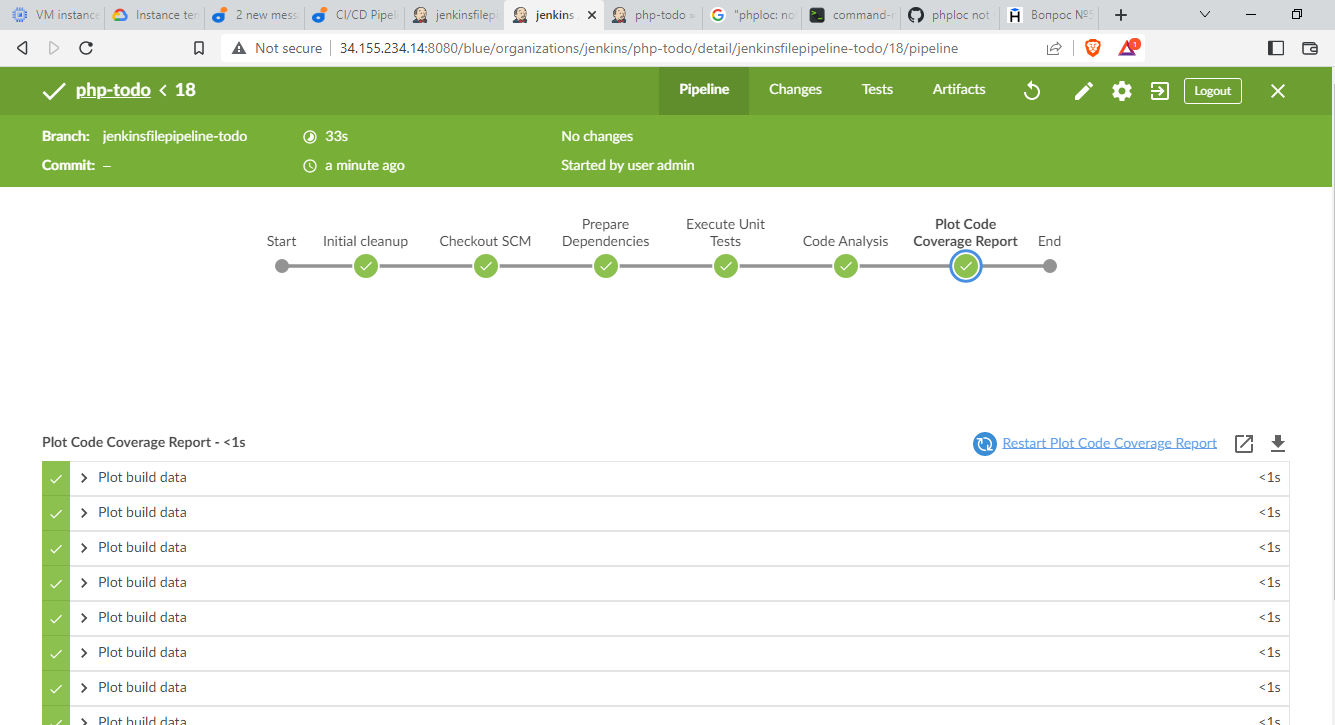 VM instance
Instance ten
2 new mess
CI/CD Pipel
jenkinsfilep
jenkins
php-todo »
"phploc: no
command-r
phploc not
Вопрос №5
Not secure
34.155.234.14:8080/blue/organizations/jenkins/php-todo/detail/jenkinsfilepipeline-todo/18/pipeline
1
php-todo < 18
Pipeline
Changes
Tests
Artifacts
Logout
Branch: jenkinsfilepipeline-todo
33s
No changes
Commit: –
a minute ago
Started by user admin
Start
Initial cleanup
Checkout SCM
Prepare
Dependencies
Execute Unit
Tests
Code Analysis
Plot Code
Coverage Report
End
Plot Code Coverage Report - <1s
Restart Plot Code Coverage Report
Plot build data <1s
Plot build data <1s
Plot build data <1s
Plot build data <1s
Plot build data <1s
Plot build data <1s
Plot build data <1s
Plot build data <1s